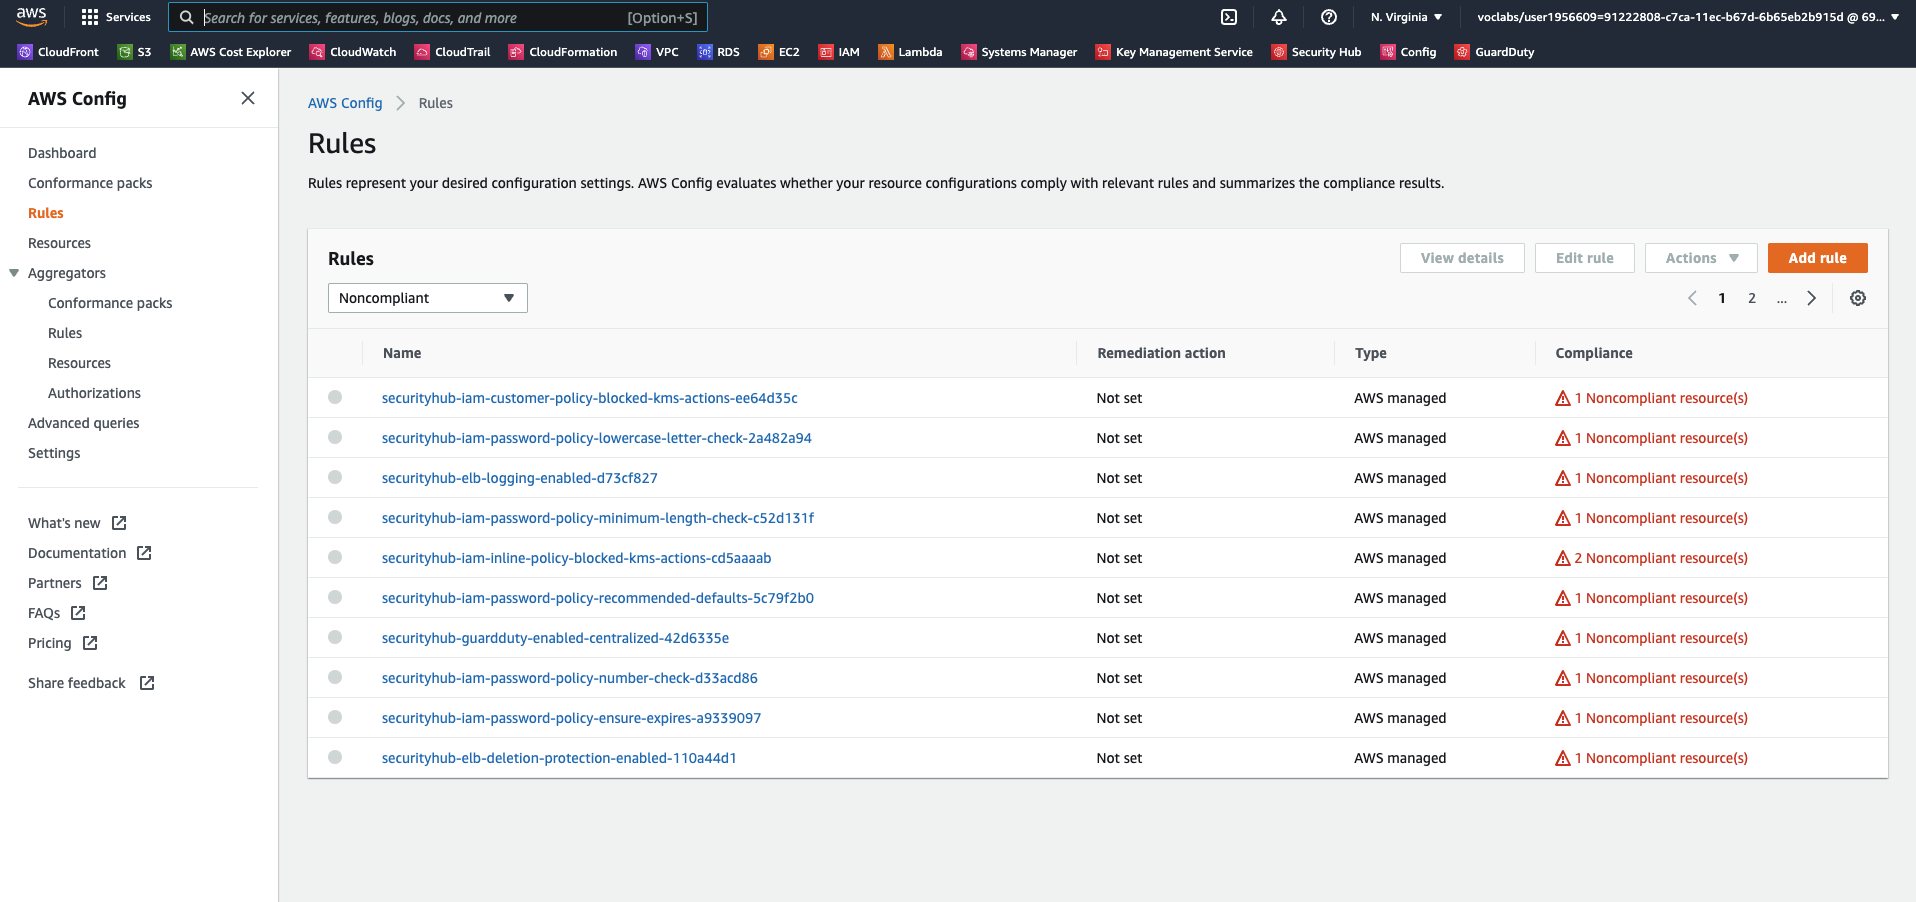 aws
Services
Search for services, features, blogs, docs, and more
[Option+S]
N. Virginia
voclabs/user1956609=91222808-c7ca-11ec-b67d-6b65eb2b915d @ 69...
CloudFront
S3
AWS Cost Explorer
CloudWatch
CloudTrail
CloudFormation
VPC
RDS
EC2
IAM
Lambda
Systems Manager
Key Management Service
Security Hub
Config
GuardDuty
AWS Config
Dashboard
Conformance packs
Rules
Resources
Aggregators
Conformance packs
Rules
Resources
Authorizations
Advanced queries
Settings
What's new
Documentation
Partners
FAQs
Pricing
Share feedback
AWS Config > Rules
Rules
Rules represent your desired configuration settings. AWS Config evaluates whether your resource configurations comply with relevant rules and summarizes the compliance results.
Rules
View details
Edit rule
Actions
Add rule
Noncompliant
1 2 ...
Name Remediation action Type Compliance
securityhub-iam-customer-policy-blocked-kms-actions-ee64d35c Not set AWS managed 1 Noncompliant resource(s)
securityhub-iam-password-policy-lowercase-letter-check-2a482a94 Not set AWS managed 1 Noncompliant resource(s)
securityhub-elb-logging-enabled-d73cf827 Not set AWS managed 1 Noncompliant resource(s)
securityhub-iam-password-policy-minimum-length-check-c52d131f Not set AWS managed 1 Noncompliant resource(s)
securityhub-iam-inline-policy-blocked-kms-actions-cd5aaaab Not set AWS managed 2 Noncompliant resource(s)
securityhub-iam-password-policy-recommended-defaults-5c79f2b0 Not set AWS managed 1 Noncompliant resource(s)
securityhub-guardduty-enabled-centralized-42d6335e Not set AWS managed 1 Noncompliant resource(s)
securityhub-iam-password-policy-number-check-d33acd86 Not set AWS managed 1 Noncompliant resource(s)
securityhub-iam-password-policy-ensure-expires-a9339097 Not set AWS managed 1 Noncompliant resource(s)
securityhub-elb-deletion-protection-enabled-110a44d1 Not set AWS managed 1 Noncompliant resource(s)